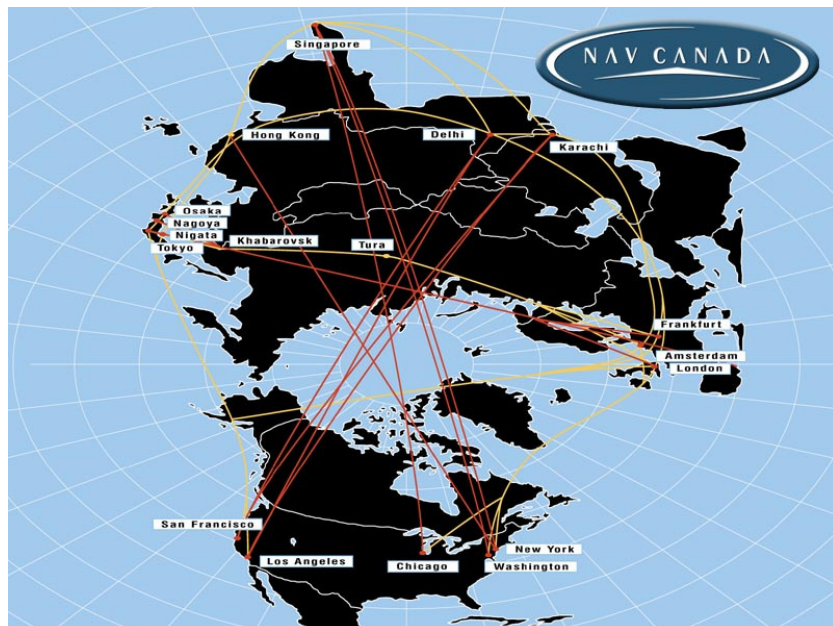 Singapore
NAV CANADA
Hong Kong
Delhi
Karachi
Osaka
Nagoya
Nigata
Tokyo
Khabarovsk
Tura
Frankfurt
Amsterdam
London
San Francisco
Los Angeles
Chicago
New York
Washington